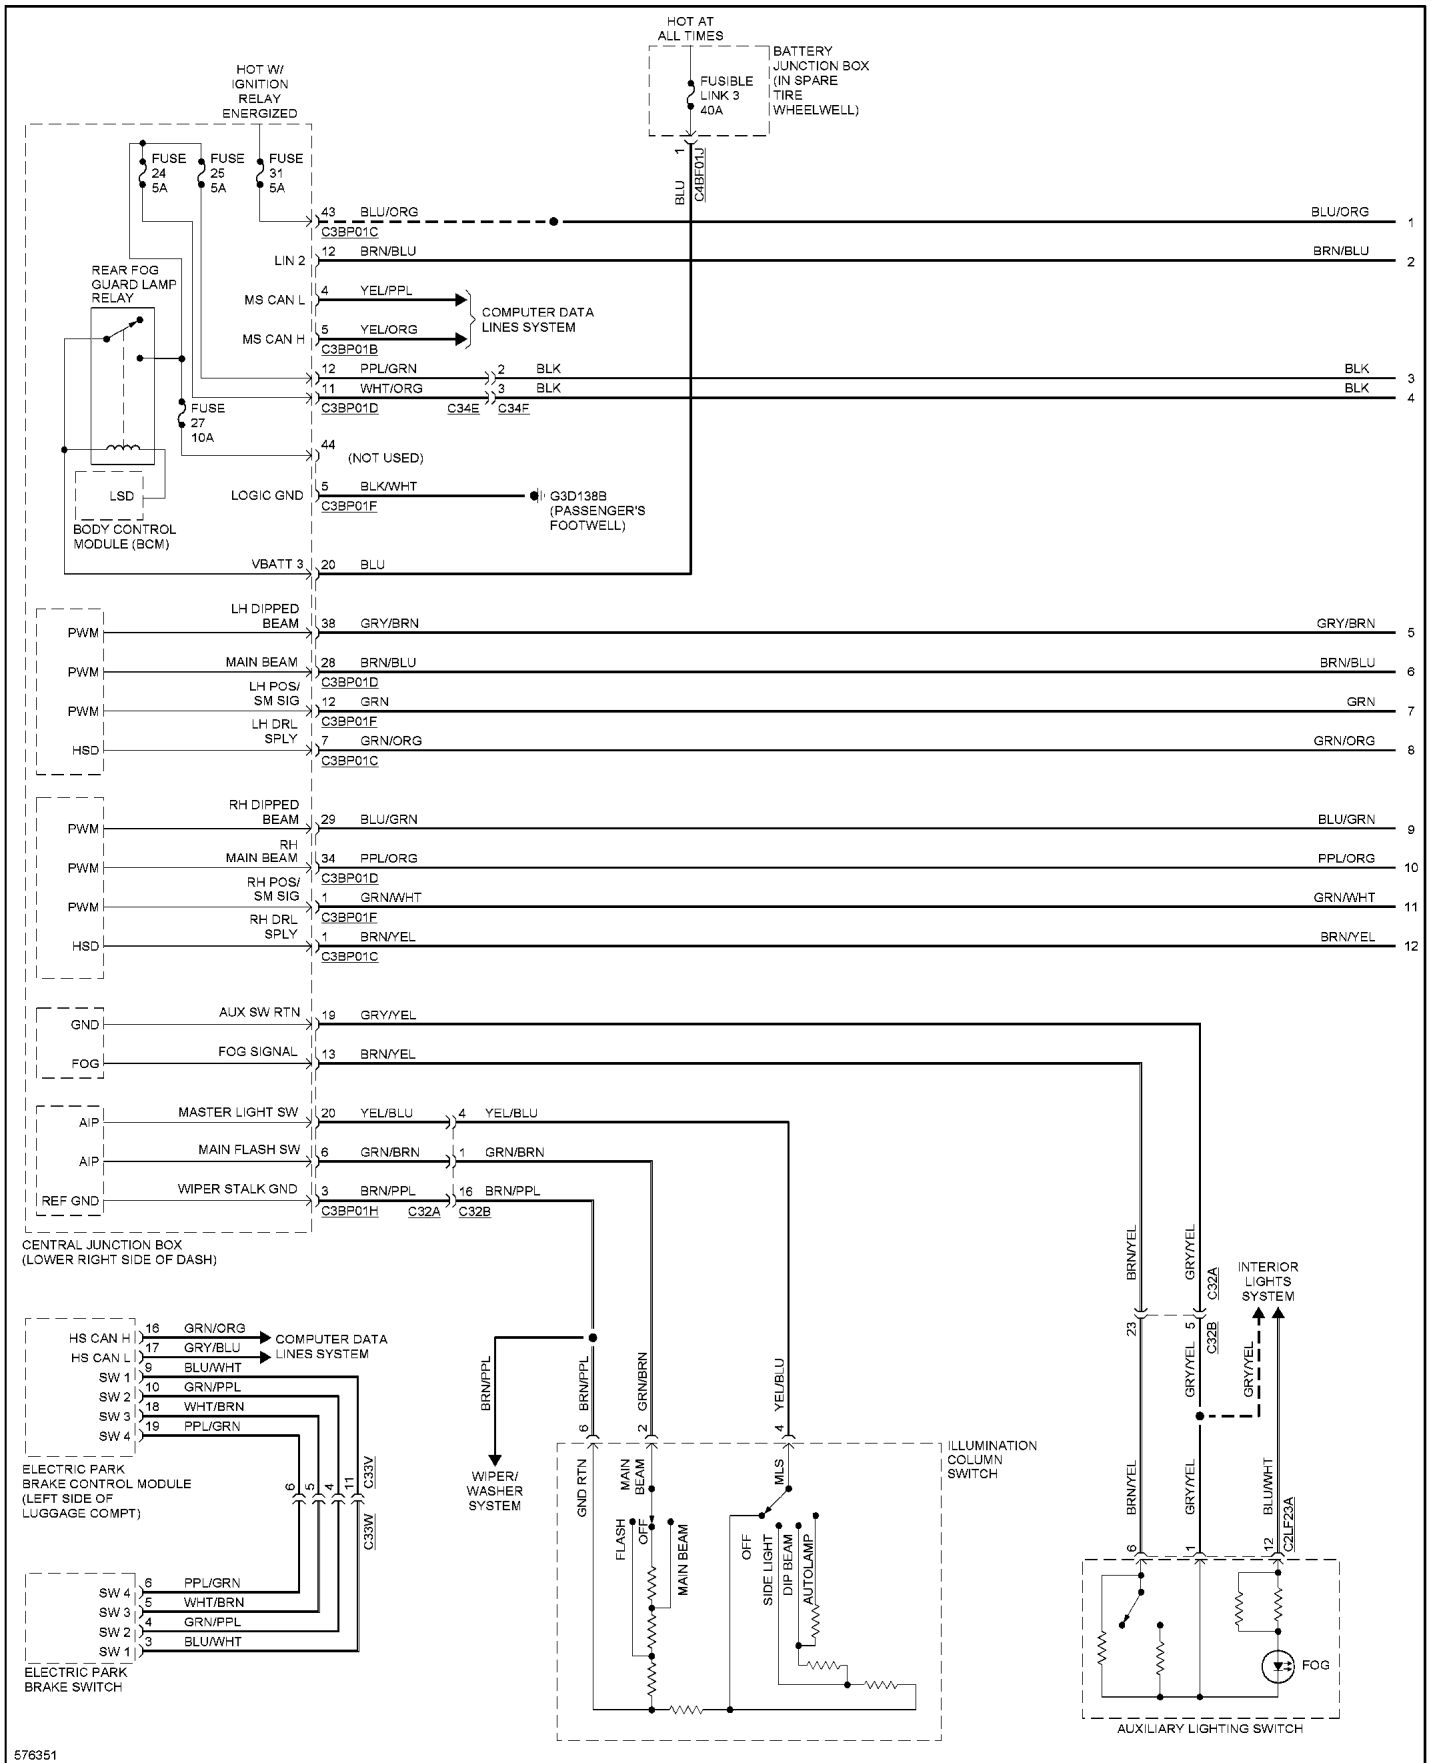 HOT AT
ALL TIMES
BATTERY
JUNCTION BOX
(IN SPARE
TIRE
WHEELWELL)
FUSIBLE
LINK 3
40A
1
BLU
C4BF01J
HOT W/
IGNITION
RELAY
ENERGIZED
FUSE
24
5A
FUSE
25
5A
FUSE
31
5A
43 BLU/ORG BLU/ORG 1
C3BP01C
LIN 2 12 BRN/BLU BRN/BLU 2
REAR FOG
GUARD LAMP
RELAY
MS CAN L 4 YEL/PPL
COMPUTER DATA
LINES SYSTEM
MS CAN H 5 YEL/ORG
C3BP01B
12 PPL/GRN 2 BLK BLK 3
11 WHT/ORG 3 BLK BLK 4
C3BP01D C34E C34F
FUSE
27
10A
44
(NOT USED)
LSD
LOGIC GND 5 BLK/WHT
C3BP01F
G3D138B
(PASSENGER'S
FOOTWELL)
BODY CONTROL
MODULE (BCM)
VBATT 3 20 BLU
LH DIPPED
BEAM
PWM 38 GRY/BRN GRY/BRN 5
PWM MAIN BEAM 28 BRN/BLU BRN/BLU 6
C3BP01D
LH POS/
SM SIG
PWM 12 GRN GRN 7
C3BP01F
LH DRL
SPLY
HSD 7 GRN/ORG GRN/ORG 8
C3BP01C
RH DIPPED
BEAM
PWM 29 BLU/GRN BLU/GRN 9
RH
MAIN BEAM
PWM 34 PPL/ORG PPL/ORG 10
C3BP01D
RH POS/
SM SIG
PWM 1 GRN/WHT GRN/WHT 11
C3BP01F
RH DRL
SPLY
HSD 1 BRN/YEL BRN/YEL 12
C3BP01C
GND AUX SW RTN 19 GRY/YEL
FOG FOG SIGNAL 13 BRN/YEL
AIP MASTER LIGHT SW 20 YEL/BLU 4 YEL/BLU
AIP MAIN FLASH SW 6 GRN/BRN 1 GRN/BRN
REF GND WIPER STALK GND 3 BRN/PPL 16 BRN/PPL
C3BP01H C32A C32B
CENTRAL JUNCTION BOX
(LOWER RIGHT SIDE OF DASH)
BRN/YEL
GRY/YEL
C32A
23
5
C32B
INTERIOR
LIGHTS
SYSTEM
GRY/YEL
GRY/YEL
HS CAN H 16 GRN/ORG
HS CAN L 17 GRY/BLU
COMPUTER DATA
LINES SYSTEM
SW 1 9 BLU/WHT
SW 2 10 GRN/PPL
SW 3 18 WHT/BRN
SW 4 19 PPL/GRN
ELECTRIC PARK
BRAKE CONTROL MODULE
(LEFT SIDE OF
LUGGAGE COMPT)
6
5
4
11
C33V
C33W
SW 4 6 PPL/GRN
SW 3 5 WHT/BRN
SW 2 4 GRN/PPL
SW 1 3 BLU/WHT
ELECTRIC PARK
BRAKE SWITCH
BRN/PPL
WIPER/
WASHER
SYSTEM
BRN/PPL
6
GRN/BRN
2
YEL/BLU
4
ILLUMINATION
COLUMN
SWITCH
GND RTN
MAIN
BEAM
MLS
FLASH
OFF
MAIN BEAM
OFF
SIDE LIGHT
DIP BEAM
AUTOLAMP
BRN/YEL
6
GRY/YEL
1
BLU/WHT
12
C2LF23A
FOG
AUXILIARY LIGHTING SWITCH
576351